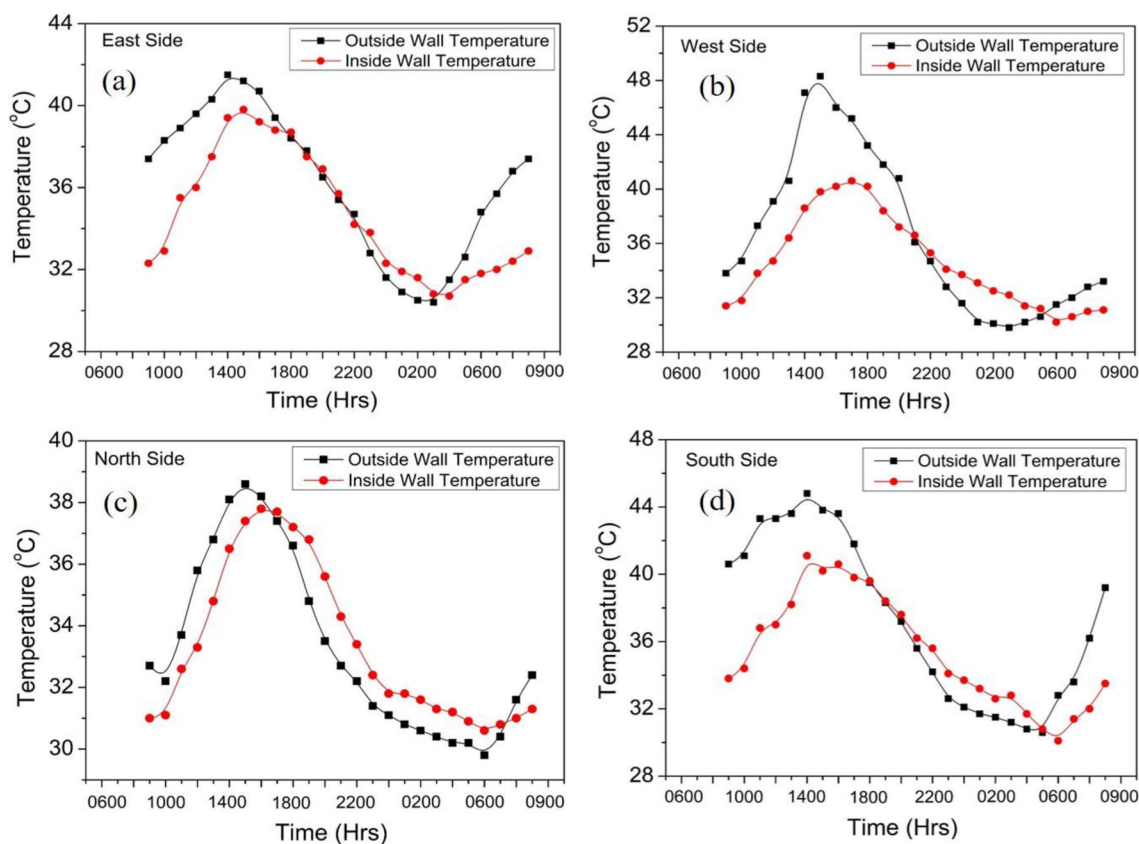 East Side
(a)
Outside Wall Temperature
Inside Wall Temperature
Temperature (°C)
44
40
36
32
28
0600 1000 1400 1800 2200 0200 0600 0900
Time (Hrs)
West Side
(b)
Outside Wall Temperature
Inside Wall Temperature
Temperature (°C)
52
48
44
40
36
32
28
0600 1000 1400 1800 2200 0200 0600 0900
Time (Hrs)
North Side
(c)
Outside Wall Temperature
Inside Wall Temperature
Temperature (°C)
40
38
36
34
32
30
0600 1000 1400 1800 2200 0200 0600 0900
Time (Hrs)
South Side
(d)
Outside Wall Temperature
Inside Wall Temperature
Temperature (°C)
48
44
40
36
32
28
0600 1000 1400 1800 2200 0200 0600 0900
Time (Hrs)